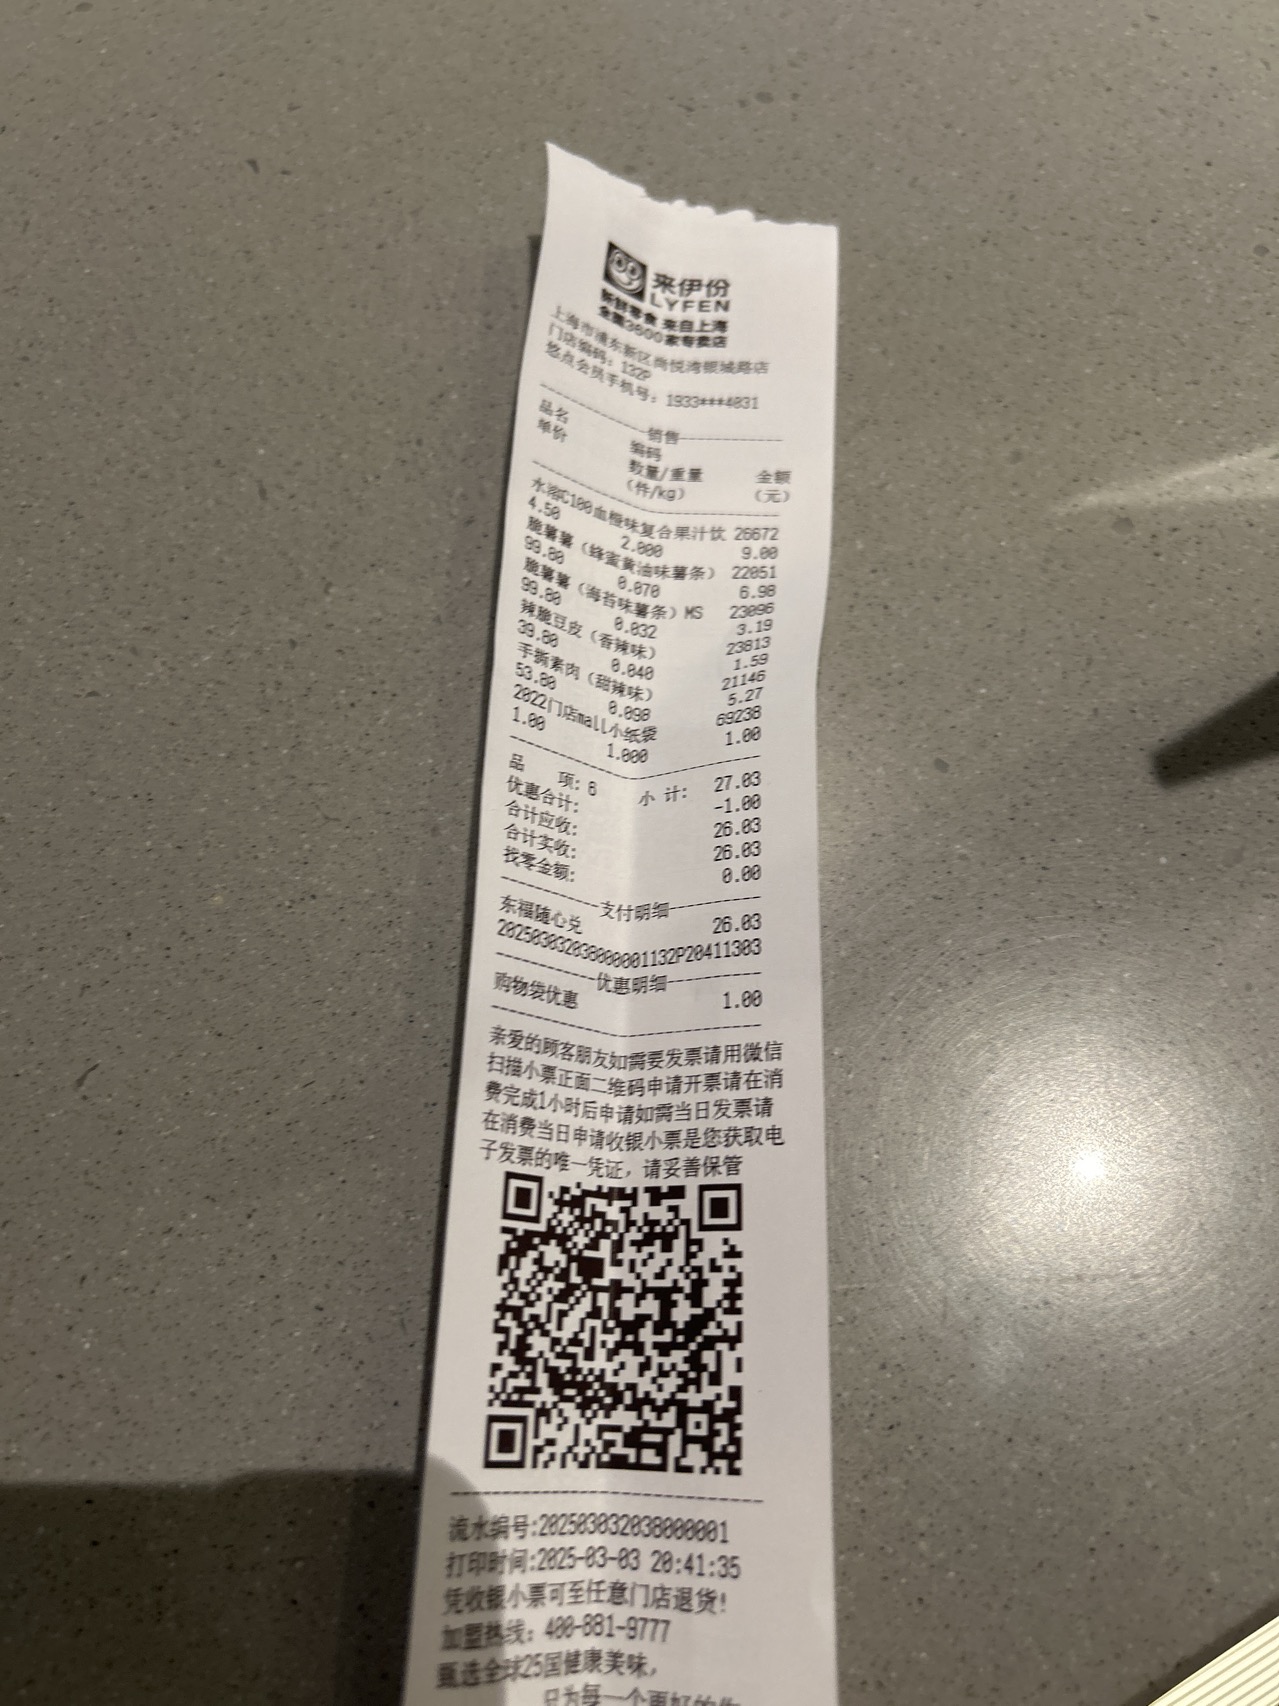 来伊份
LYFEN
新鲜零食 来自上海
全国3600家专卖店
上海市浦东新区尚悦湾银城路店
门店编码：132P
悠点会员手机号：1933***4031
销售
品名 编码
单价 数量/重量 金额
（件/kg） （元）
水溶C100血橙味复合果汁饮 26672
4.50 2.000 9.00
脆薯薯（蜂蜜黄油味薯条） 22051
99.80 0.070 6.98
脆薯薯（海苔味薯条）MS 23096
99.80 0.032 3.19
辣脆豆皮（香辣味） 23813
39.80 0.040 1.59
手撕素肉（甜辣味） 21146
53.80 0.098 5.27
2022门店mall小纸袋 69238
1.00 1.000 1.00
品 项：6 小 计： 27.03
优惠合计： -1.00
合计应收： 26.03
合计实收： 26.03
找零金额： 0.00
支付明细
东福随心兑 26.03
202503032038000001132P20411303
优惠明细
购物袋优惠 1.00
亲爱的顾客朋友如需要发票请用微信
扫描小票正面二维码申请开票请在消
费完成1小时后申请如需当日发票请
在消费当日申请收银小票是您获取电
子发票的唯一凭证，请妥善保管
流水编号:202503032038000001
打印时间:2025-03-03 20:41:35
凭收银小票可至任意门店退货!
加盟热线：400-881-9777
甄选全球25国健康美味，
只为每一个更好的你